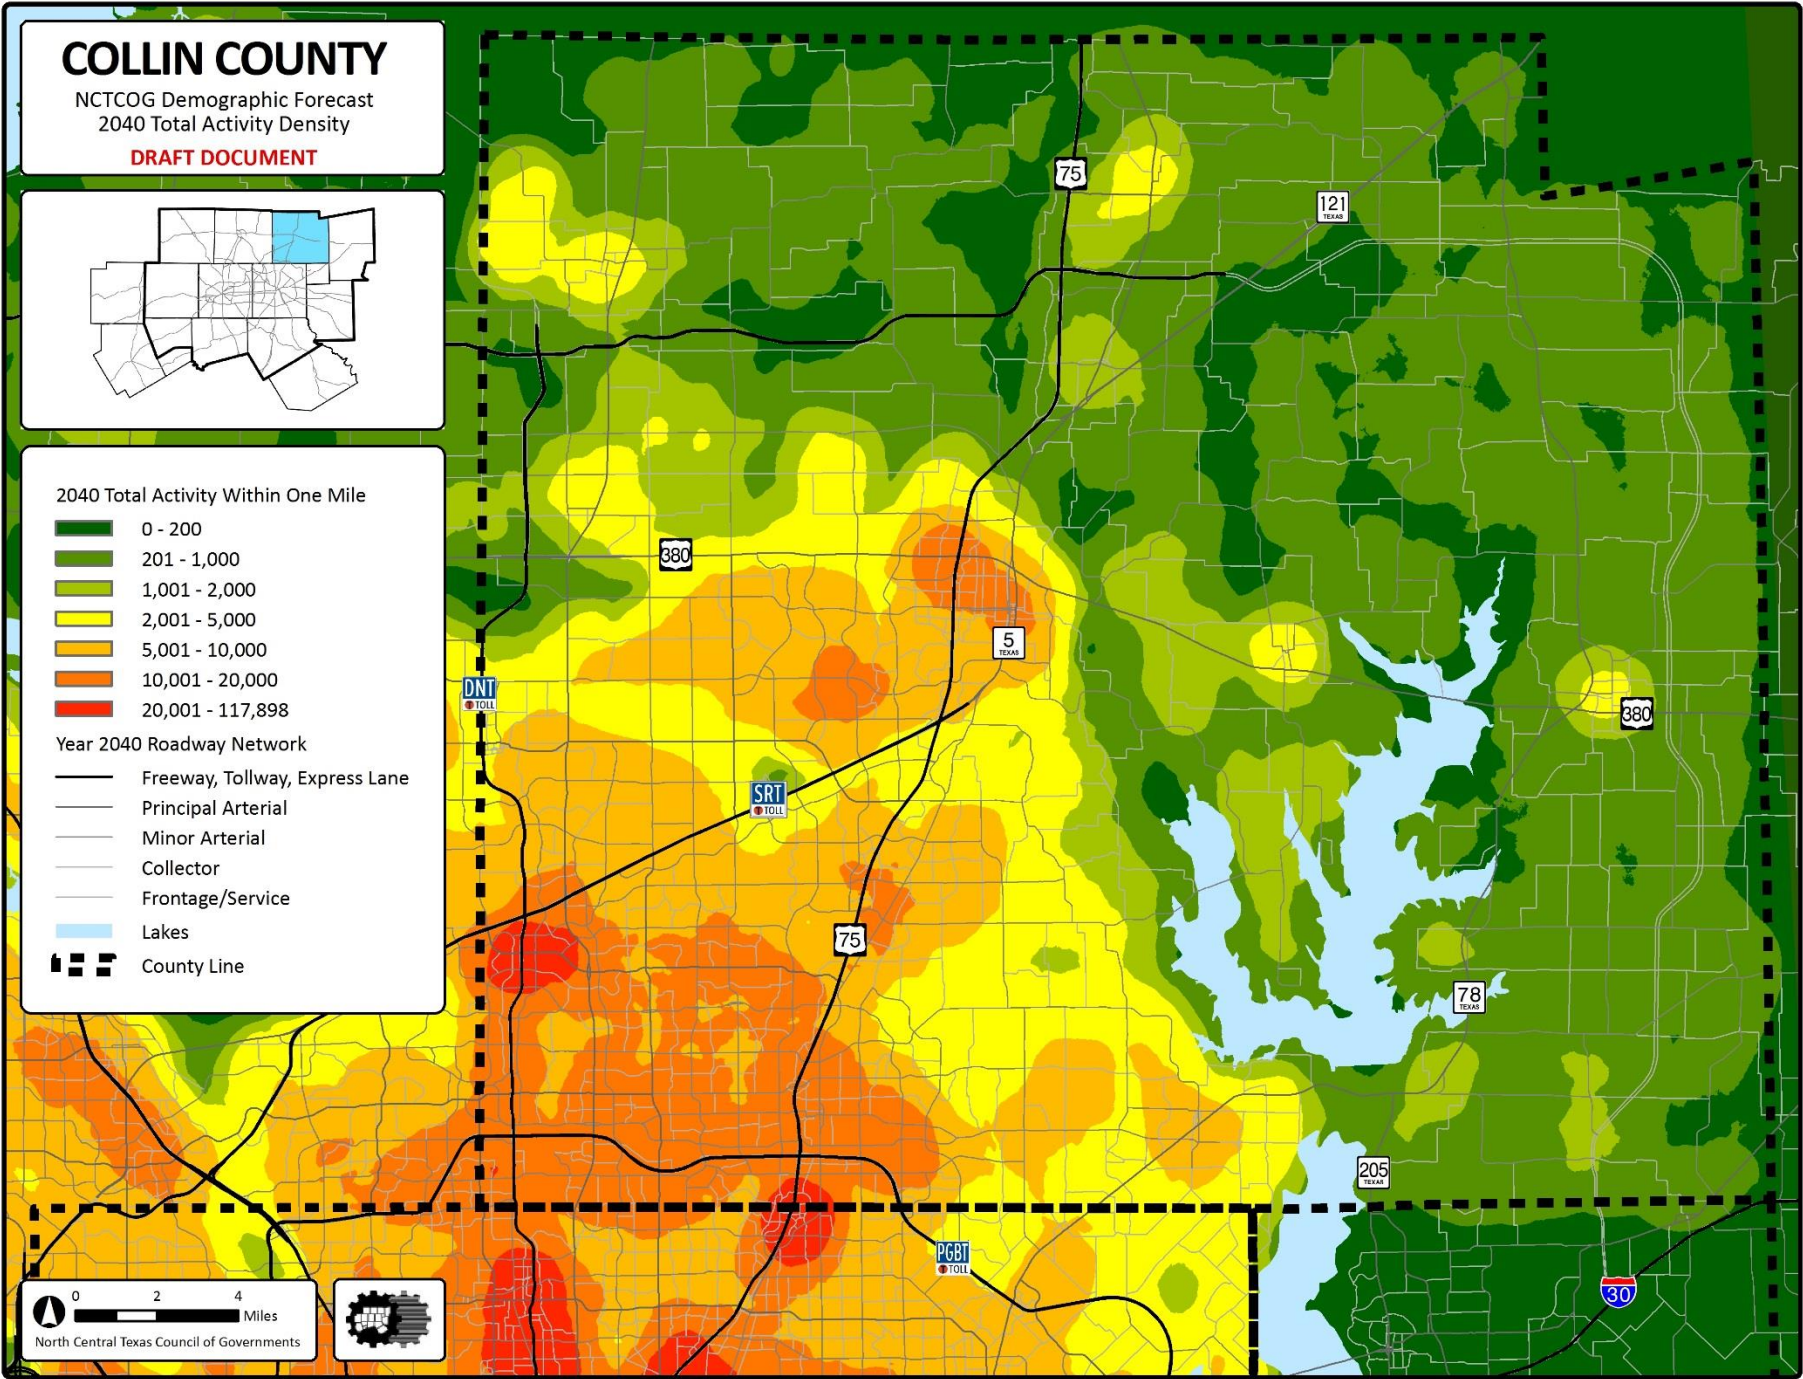 COLLIN COUNTY
NCTCOG Demographic Forecast
2040 Total Activity Density
DRAFT DOCUMENT
2040 Total Activity Within One Mile
0 - 200
201 - 1,000
1,001 - 2,000
2,001 - 5,000
5,001 - 10,000
10,001 - 20,000
20,001 - 117,898
Year 2040 Roadway Network
Freeway, Tollway, Express Lane
Principal Arterial
Minor Arterial
Collector
Frontage/Service
Lakes
County Line
75
121
TEXAS
380
5
TEXAS
DNT
TOLL
380
SRT
TOLL
75
78
TEXAS
205
TEXAS
PGBT
TOLL
30
0 2 4
Miles
North Central Texas Council of Governments